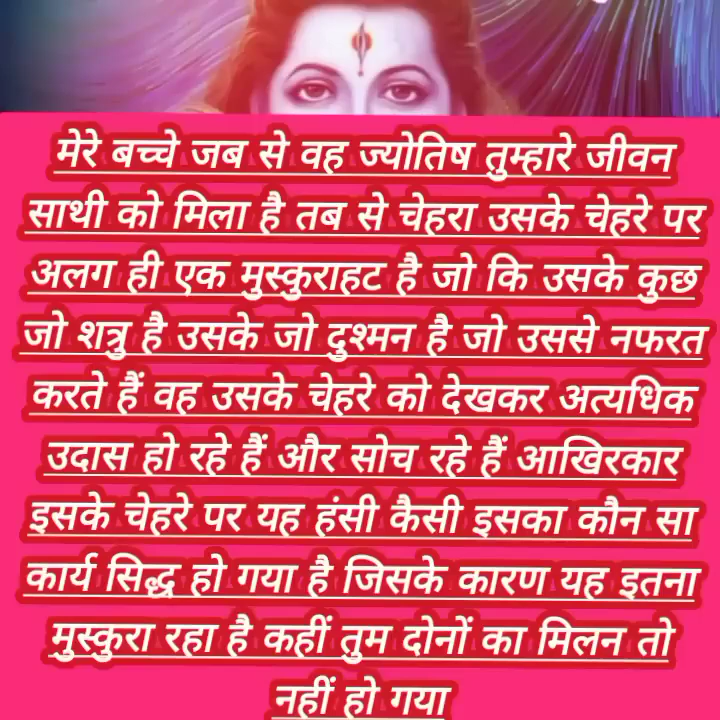 मेरे बच्चे जब से वह ज्योतिष तुम्हारे जीवन
साथी को मिला है तब से चेहरा उसके चेहरे पर
अलग ही एक मुस्कुराहट है जो कि उसके कुछ
जो शत्रु है उसके जो दुश्मन है जो उससे नफरत
करते हैं वह उसके चेहरे को देखकर अत्यधिक
उदास हो रहे हैं और सोच रहे हैं आखिरकार
इसके चेहरे पर यह हंसी कैसी इसका कौन सा
कार्य सिद्ध हो गया है जिसके कारण यह इतना
मुस्कुरा रहा है कहीं तुम दोनों का मिलन तो
नहीं हो गया